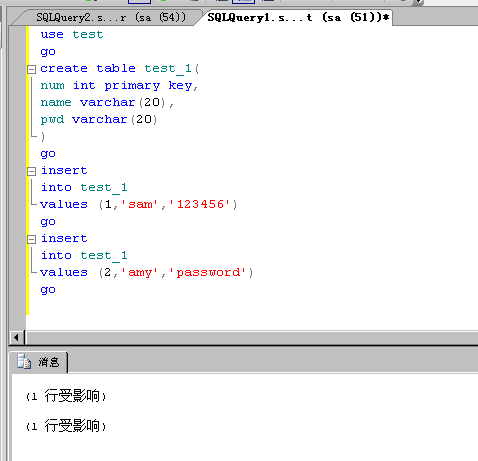 SQLQuery2.s...r (sa (54))
SQLQuery1.s...t (sa (51))*
use test
go
create table test_1(
num int primary key,
name varchar(20),
pwd varchar(20)
)
go
insert
into test_1
values (1,'sam','123456')
go
insert
into test_1
values (2,'amy','password')
go
消息
(1 行受影响)
(1 行受影响)